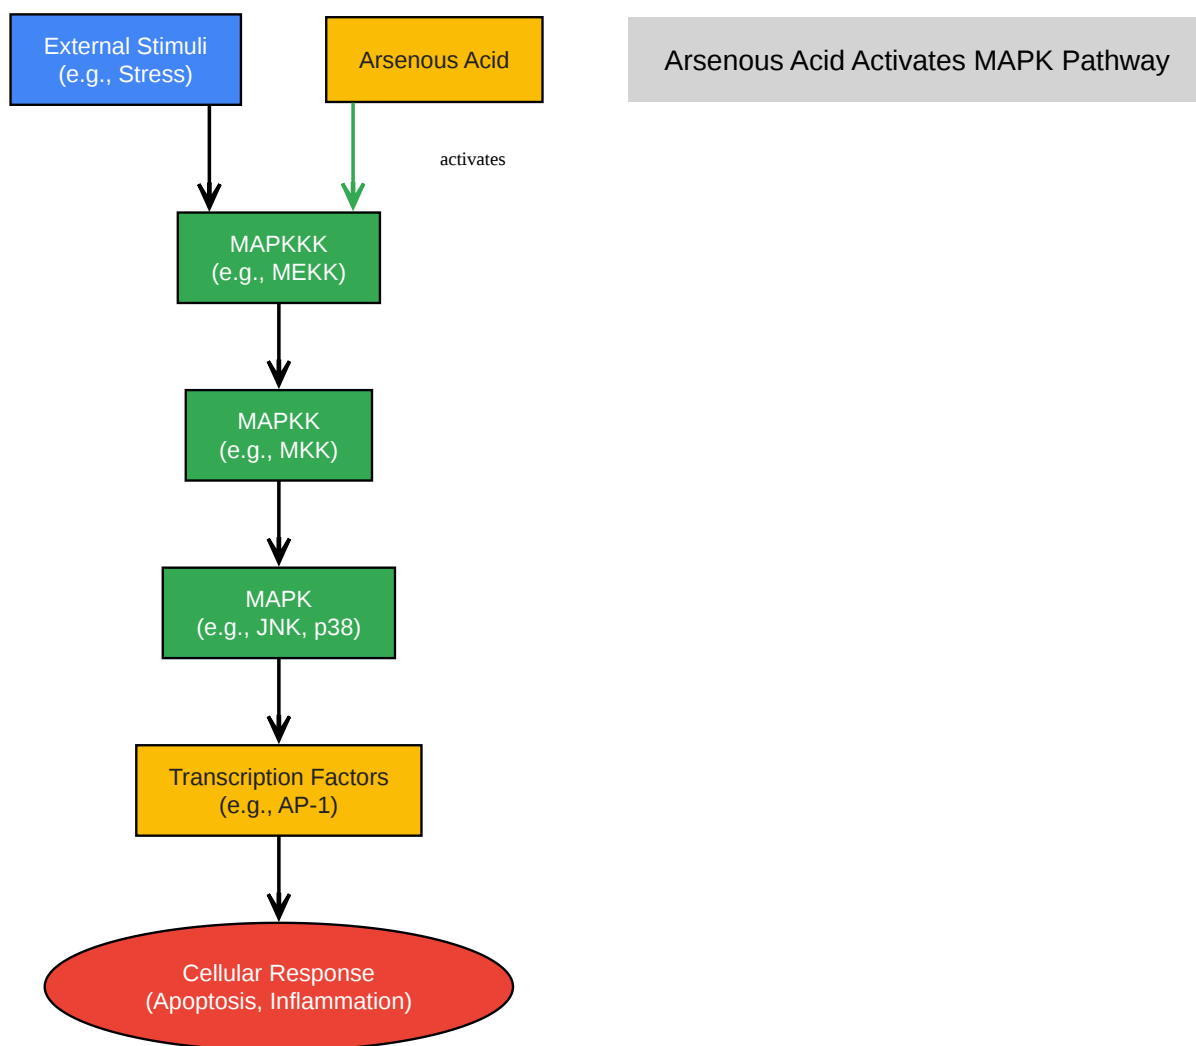 External Stimuli
(e.g., Stress)
Arsenous Acid
Arsenous Acid Activates MAPK Pathway
activates
MAPKKK
(e.g., MEKK)
MAPKK
(e.g., MKK)
MAPK
(e.g., JNK, p38)
Transcription Factors
(e.g., AP-1)
Cellular Response
(Apoptosis, Inflammation)